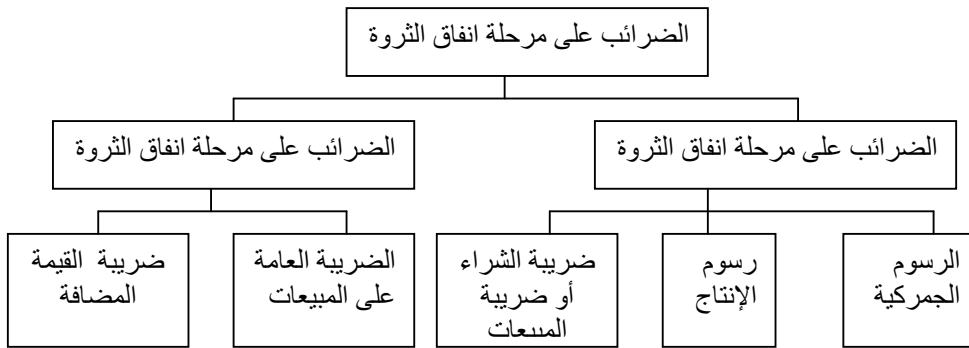 الضرائب على مرحلة انفاق الثروة
الضرائب على مرحلة انفاق الثروة
الضرائب على مرحلة انفاق الثروة
الرسوم
الجمركية
رسوم
الإنتاج
ضريبة الشراء
أو ضريبة
المبيعات
الضريبة العامة
على المبيعات
ضريبة القيمة
المضافة